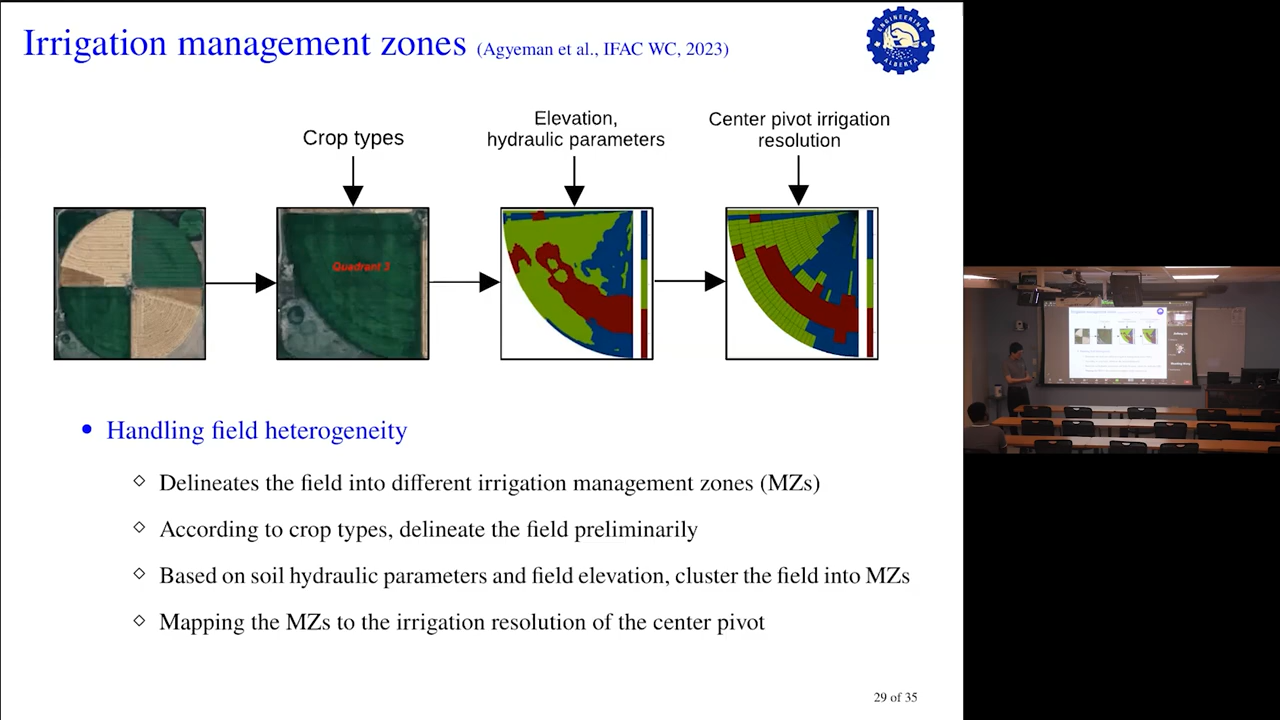 Irrigation management zones (Agyeman et al., IFAC WC, 2023)
ENGINEERING
ALBERTA
Crop types
Elevation,
hydraulic parameters
Center pivot irrigation
resolution
Quadrant 3
• Handling field heterogeneity
◇ Delineates the field into different irrigation management zones (MZs)
◇ According to crop types, delineate the field preliminarily
◇ Based on soil hydraulic parameters and field elevation, cluster the field into MZs
◇ Mapping the MZs to the irrigation resolution of the center pivot
29 of 35